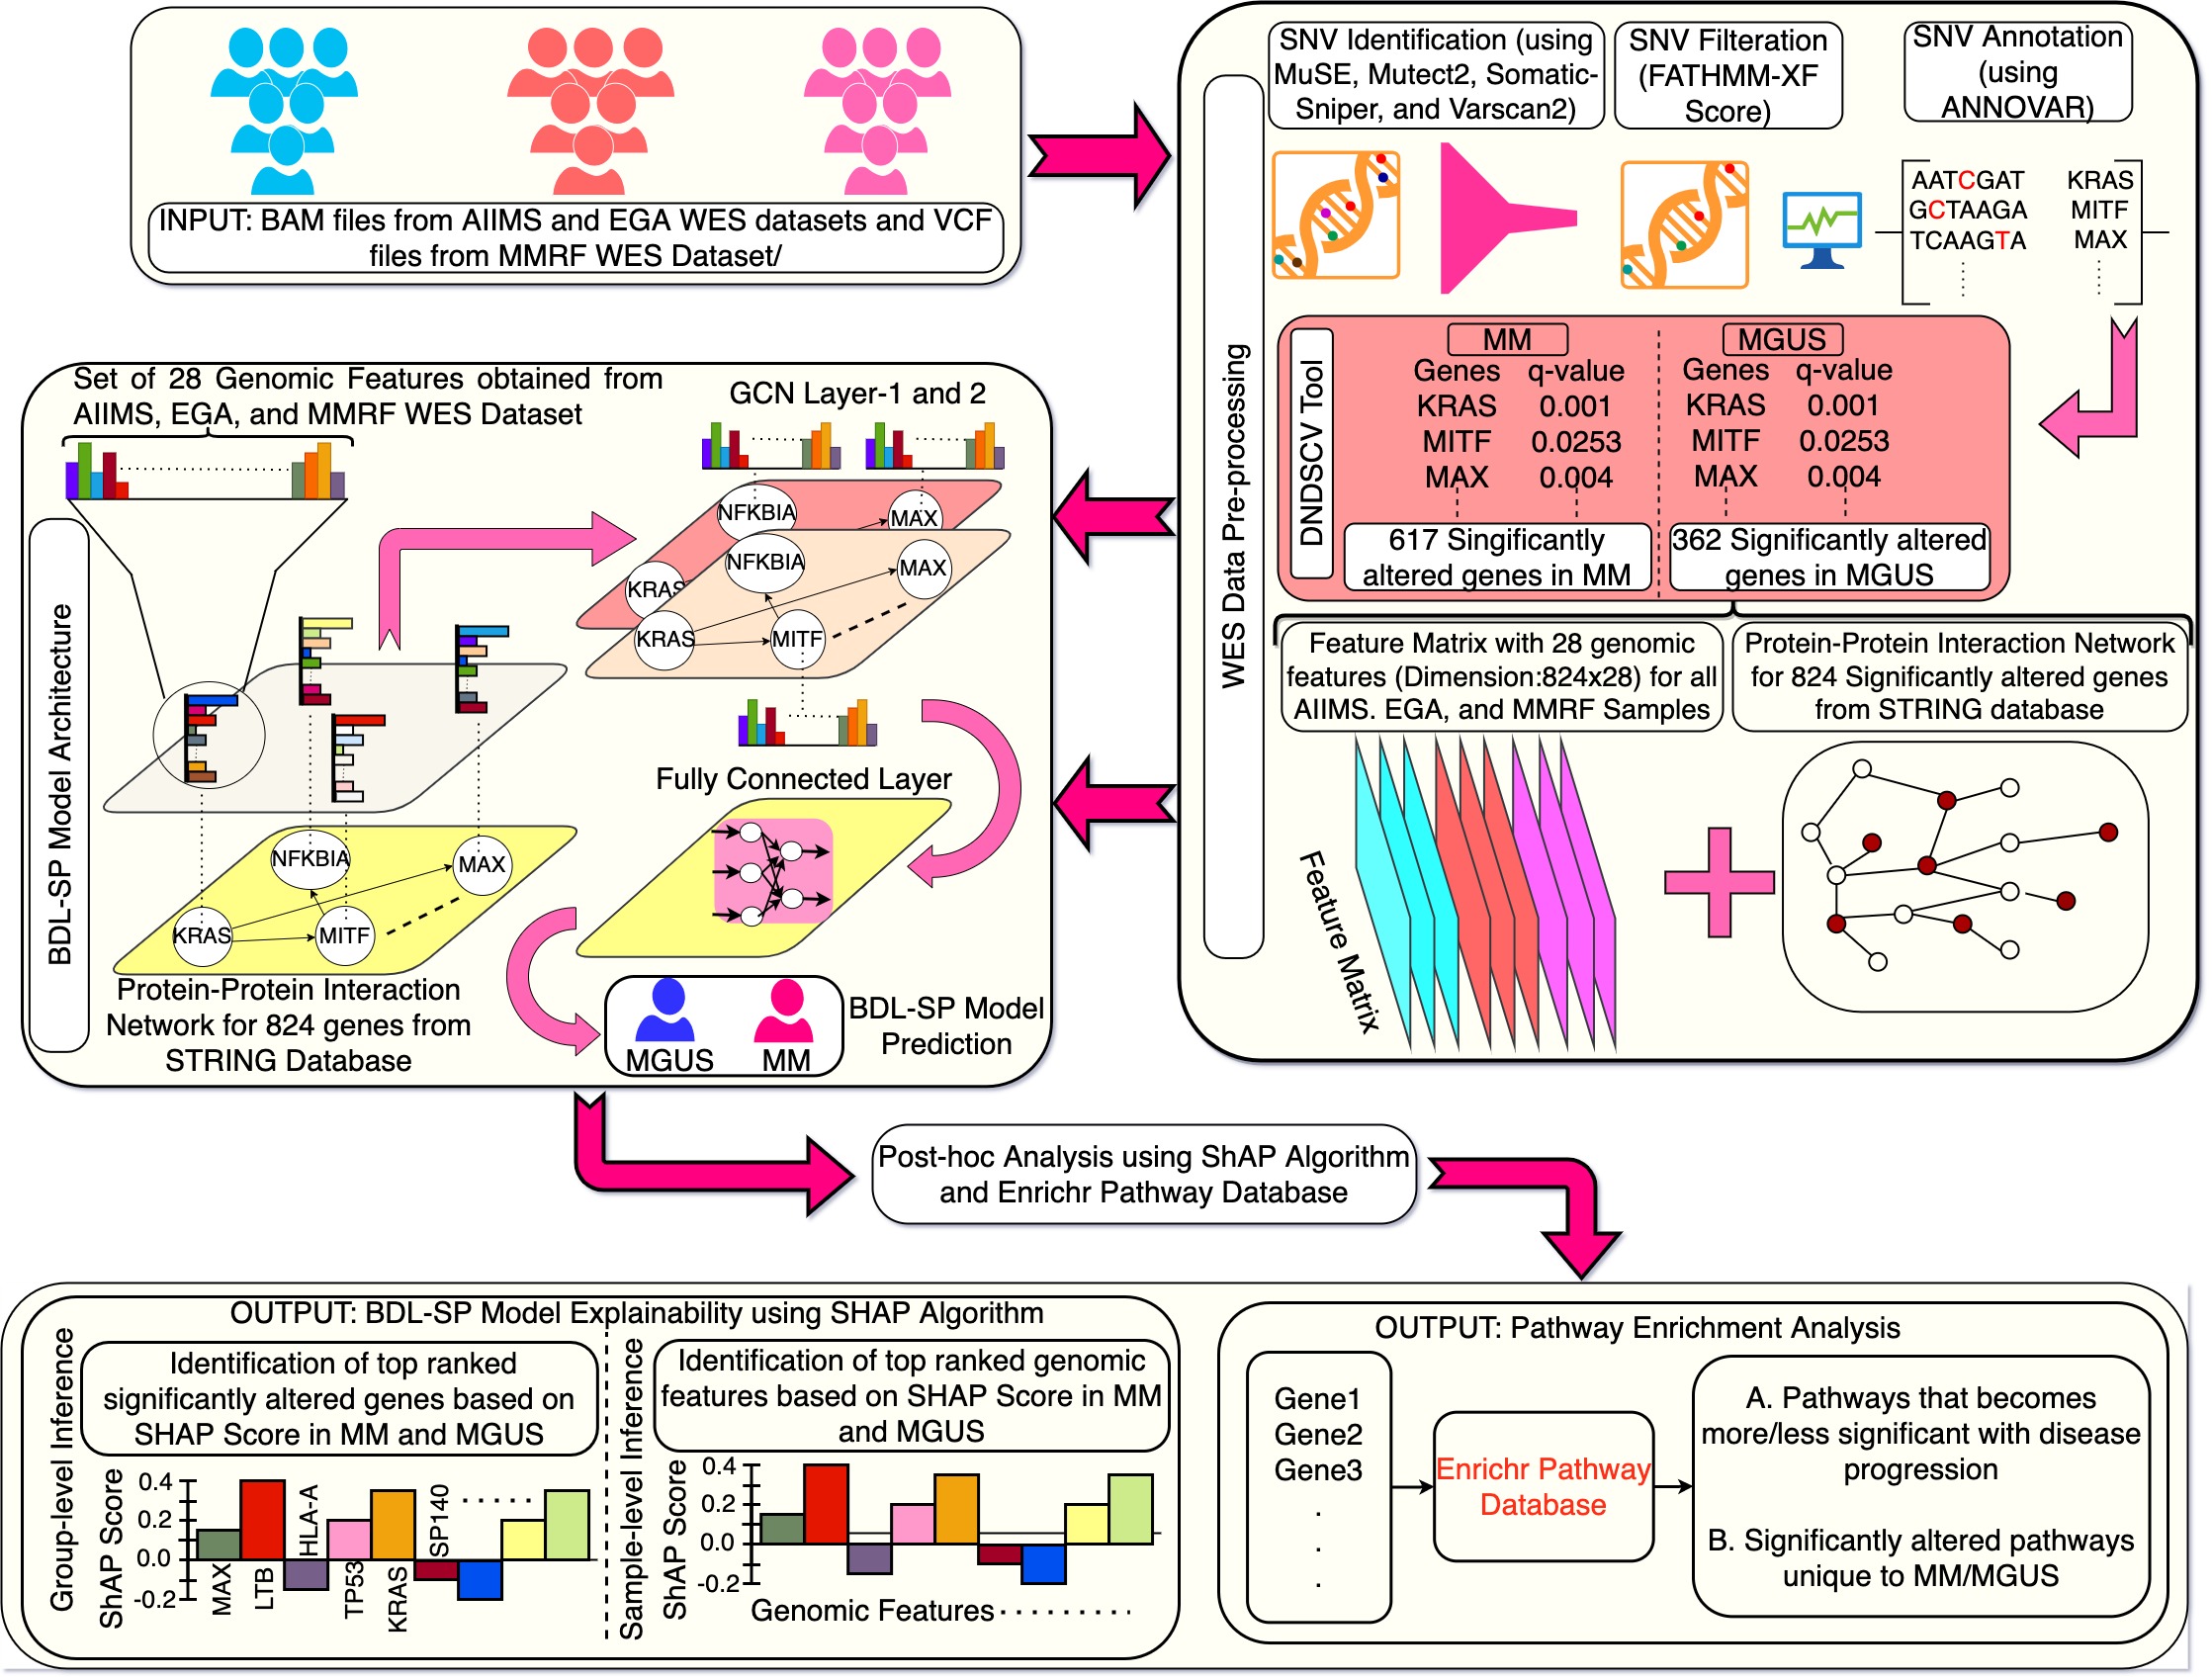 INPUT: BAM files from AIIMS and EGA WES datasets and VCF
files from MMRF WES Dataset/
WES Data Pre-processing
SNV Identification (using
MuSE, Mutect2, Somatic-
Sniper, and Varscan2)
SNV Filteration
(FATHMM-XF
Score)
SNV Annotation
(using
ANNOVAR)
AATCGAT KRAS
GCTAAGA MITF
TCAAGTA MAX
DNDSCV Tool
MM
Genes q-value
KRAS 0.001
MITF 0.0253
MAX 0.004
617 Singificantly
altered genes in MM
MGUS
Genes q-value
KRAS 0.001
MITF 0.0253
MAX 0.004
362 Significantly altered
genes in MGUS
Feature Matrix with 28 genomic
features (Dimension:824x28) for all
AIIMS. EGA, and MMRF Samples
Protein-Protein Interaction Network
for 824 Significantly altered genes
from STRING database
Feature Matrix
BDL-SP Model Architecture
Set of 28 Genomic Features obtained from
AIIMS, EGA, and MMRF WES Dataset
GCN Layer-1 and 2
NFKBIA
MAX
KRAS
NFKBIA
MAX
KRAS
MITF
Fully Connected Layer
NFKBIA
MAX
KRAS
MITF
Protein-Protein Interaction
Network for 824 genes from
STRING Database
MGUS
MM
BDL-SP Model
Prediction
Post-hoc Analysis using ShAP Algorithm
and Enrichr Pathway Database
OUTPUT: BDL-SP Model Explainability using SHAP Algorithm
Group-level Inference
Identification of top ranked
significantly altered genes based on
SHAP Score in MM and MGUS
ShAP Score
0.4
0.2
0.0
-0.2
MAX
LTB
HLA-A
TP53
KRAS
SP140
Sample-level Inference
Identification of top ranked genomic
features based on SHAP Score in MM
and MGUS
ShAP Score
0.4
0.2
0.0
-0.2
Genomic Features
OUTPUT: Pathway Enrichment Analysis
Gene1
Gene2
Gene3
.
.
.
Enrichr Pathway
Database
A. Pathways that becomes
more/less significant with disease
progression
B. Significantly altered pathways
unique to MM/MGUS